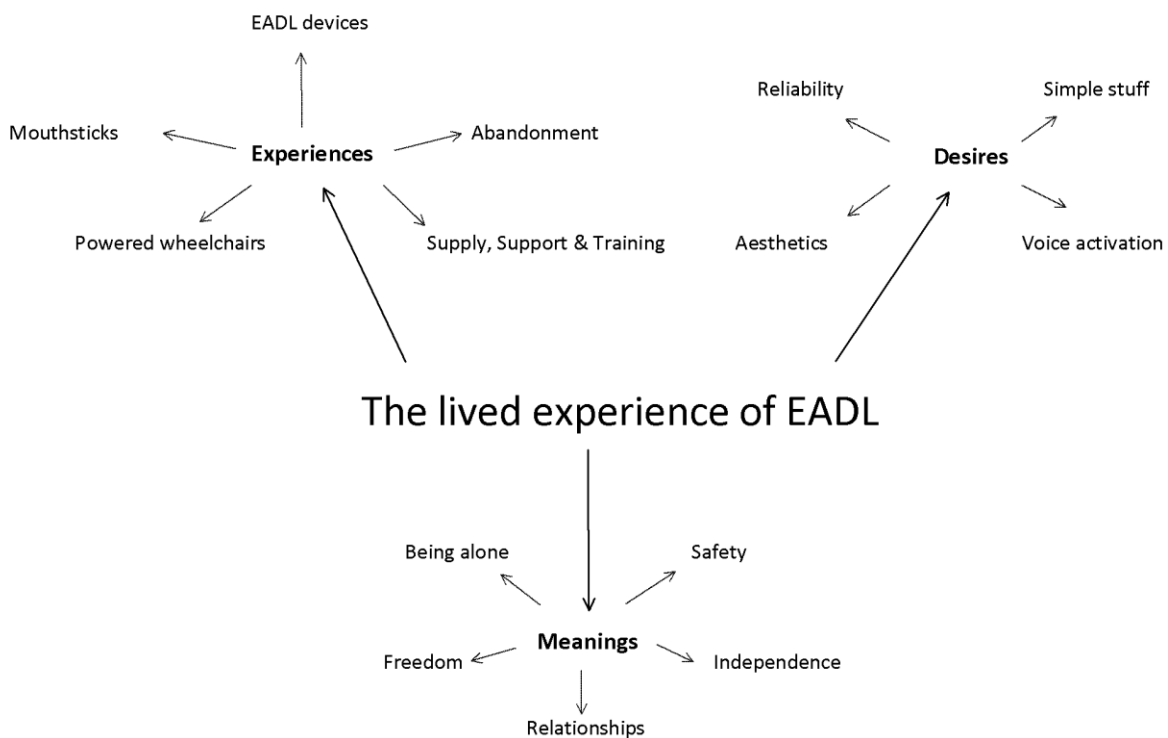 EADL devices
Mouthsticks
Experiences
Abandonment
Powered wheelchairs
Supply, Support & Training
Reliability
Simple stuff
Desires
Aesthetics
Voice activation
The lived experience of EADL
Being alone
Safety
Meanings
Freedom
Independence
Relationships